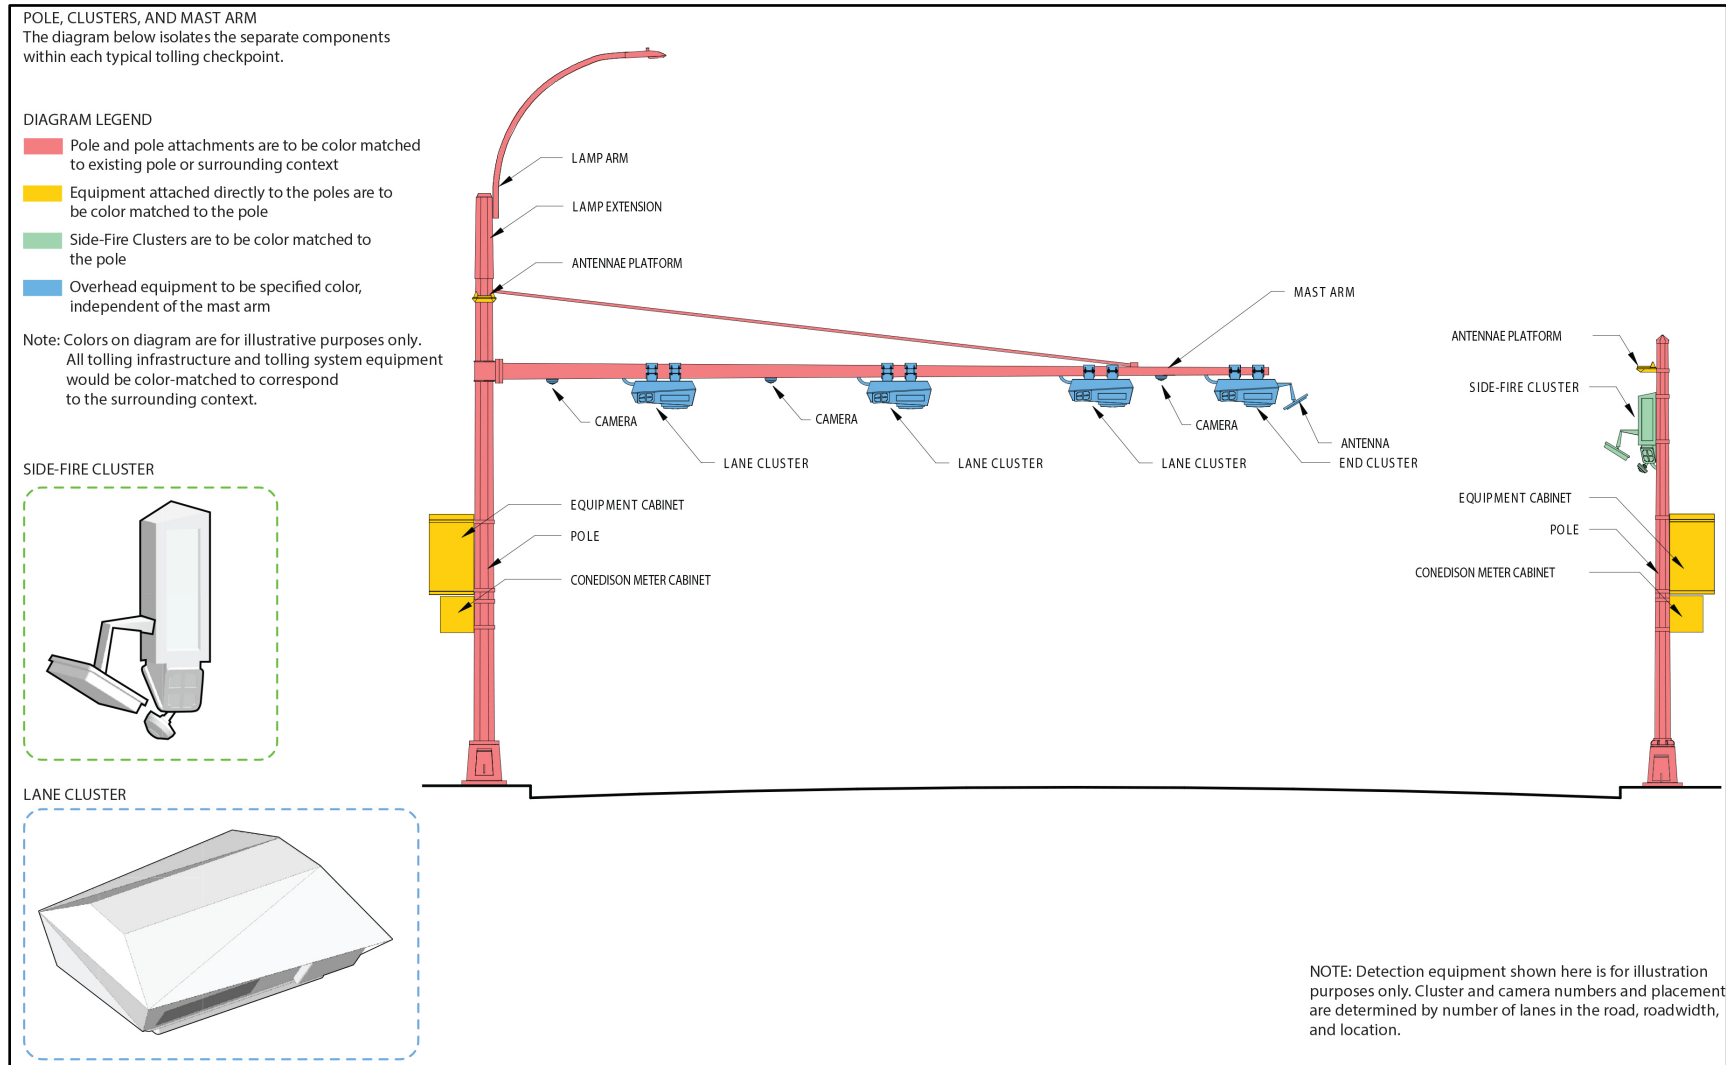 POLE, CLUSTERS, AND MAST ARM
The diagram below isolates the separate components
within each typical tolling checkpoint.
DIAGRAM LEGEND
Pole and pole attachments are to be color matched
to existing pole or surrounding context
Equipment attached directly to the poles are to
be color matched to the pole
Side-Fire Clusters are to be color matched to
the pole
Overhead equipment to be specified color,
independent of the mast arm
Note: Colors on diagram are for illustrative purposes only.
All tolling infrastructure and tolling system equipment
would be color-matched to correspond
to the surrounding context.
SIDE-FIRE CLUSTER
LANE CLUSTER
LAMP ARM
LAMP EXTENSION
ANTENNAE PLATFORM
MAST ARM
CAMERA
CAMERA
CAMERA
ANTENNA
LANE CLUSTER
LANE CLUSTER
LANE CLUSTER
END CLUSTER
EQUIPMENT CABINET
POLE
CONEDISON METER CABINET
ANTENNAE PLATFORM
SIDE-FIRE CLUSTER
EQUIPMENT CABINET
POLE
CONEDISON METER CABINET
NOTE: Detection equipment shown here is for illustration
purposes only. Cluster and camera numbers and placement
are determined by number of lanes in the road, roadwidth,
and location.